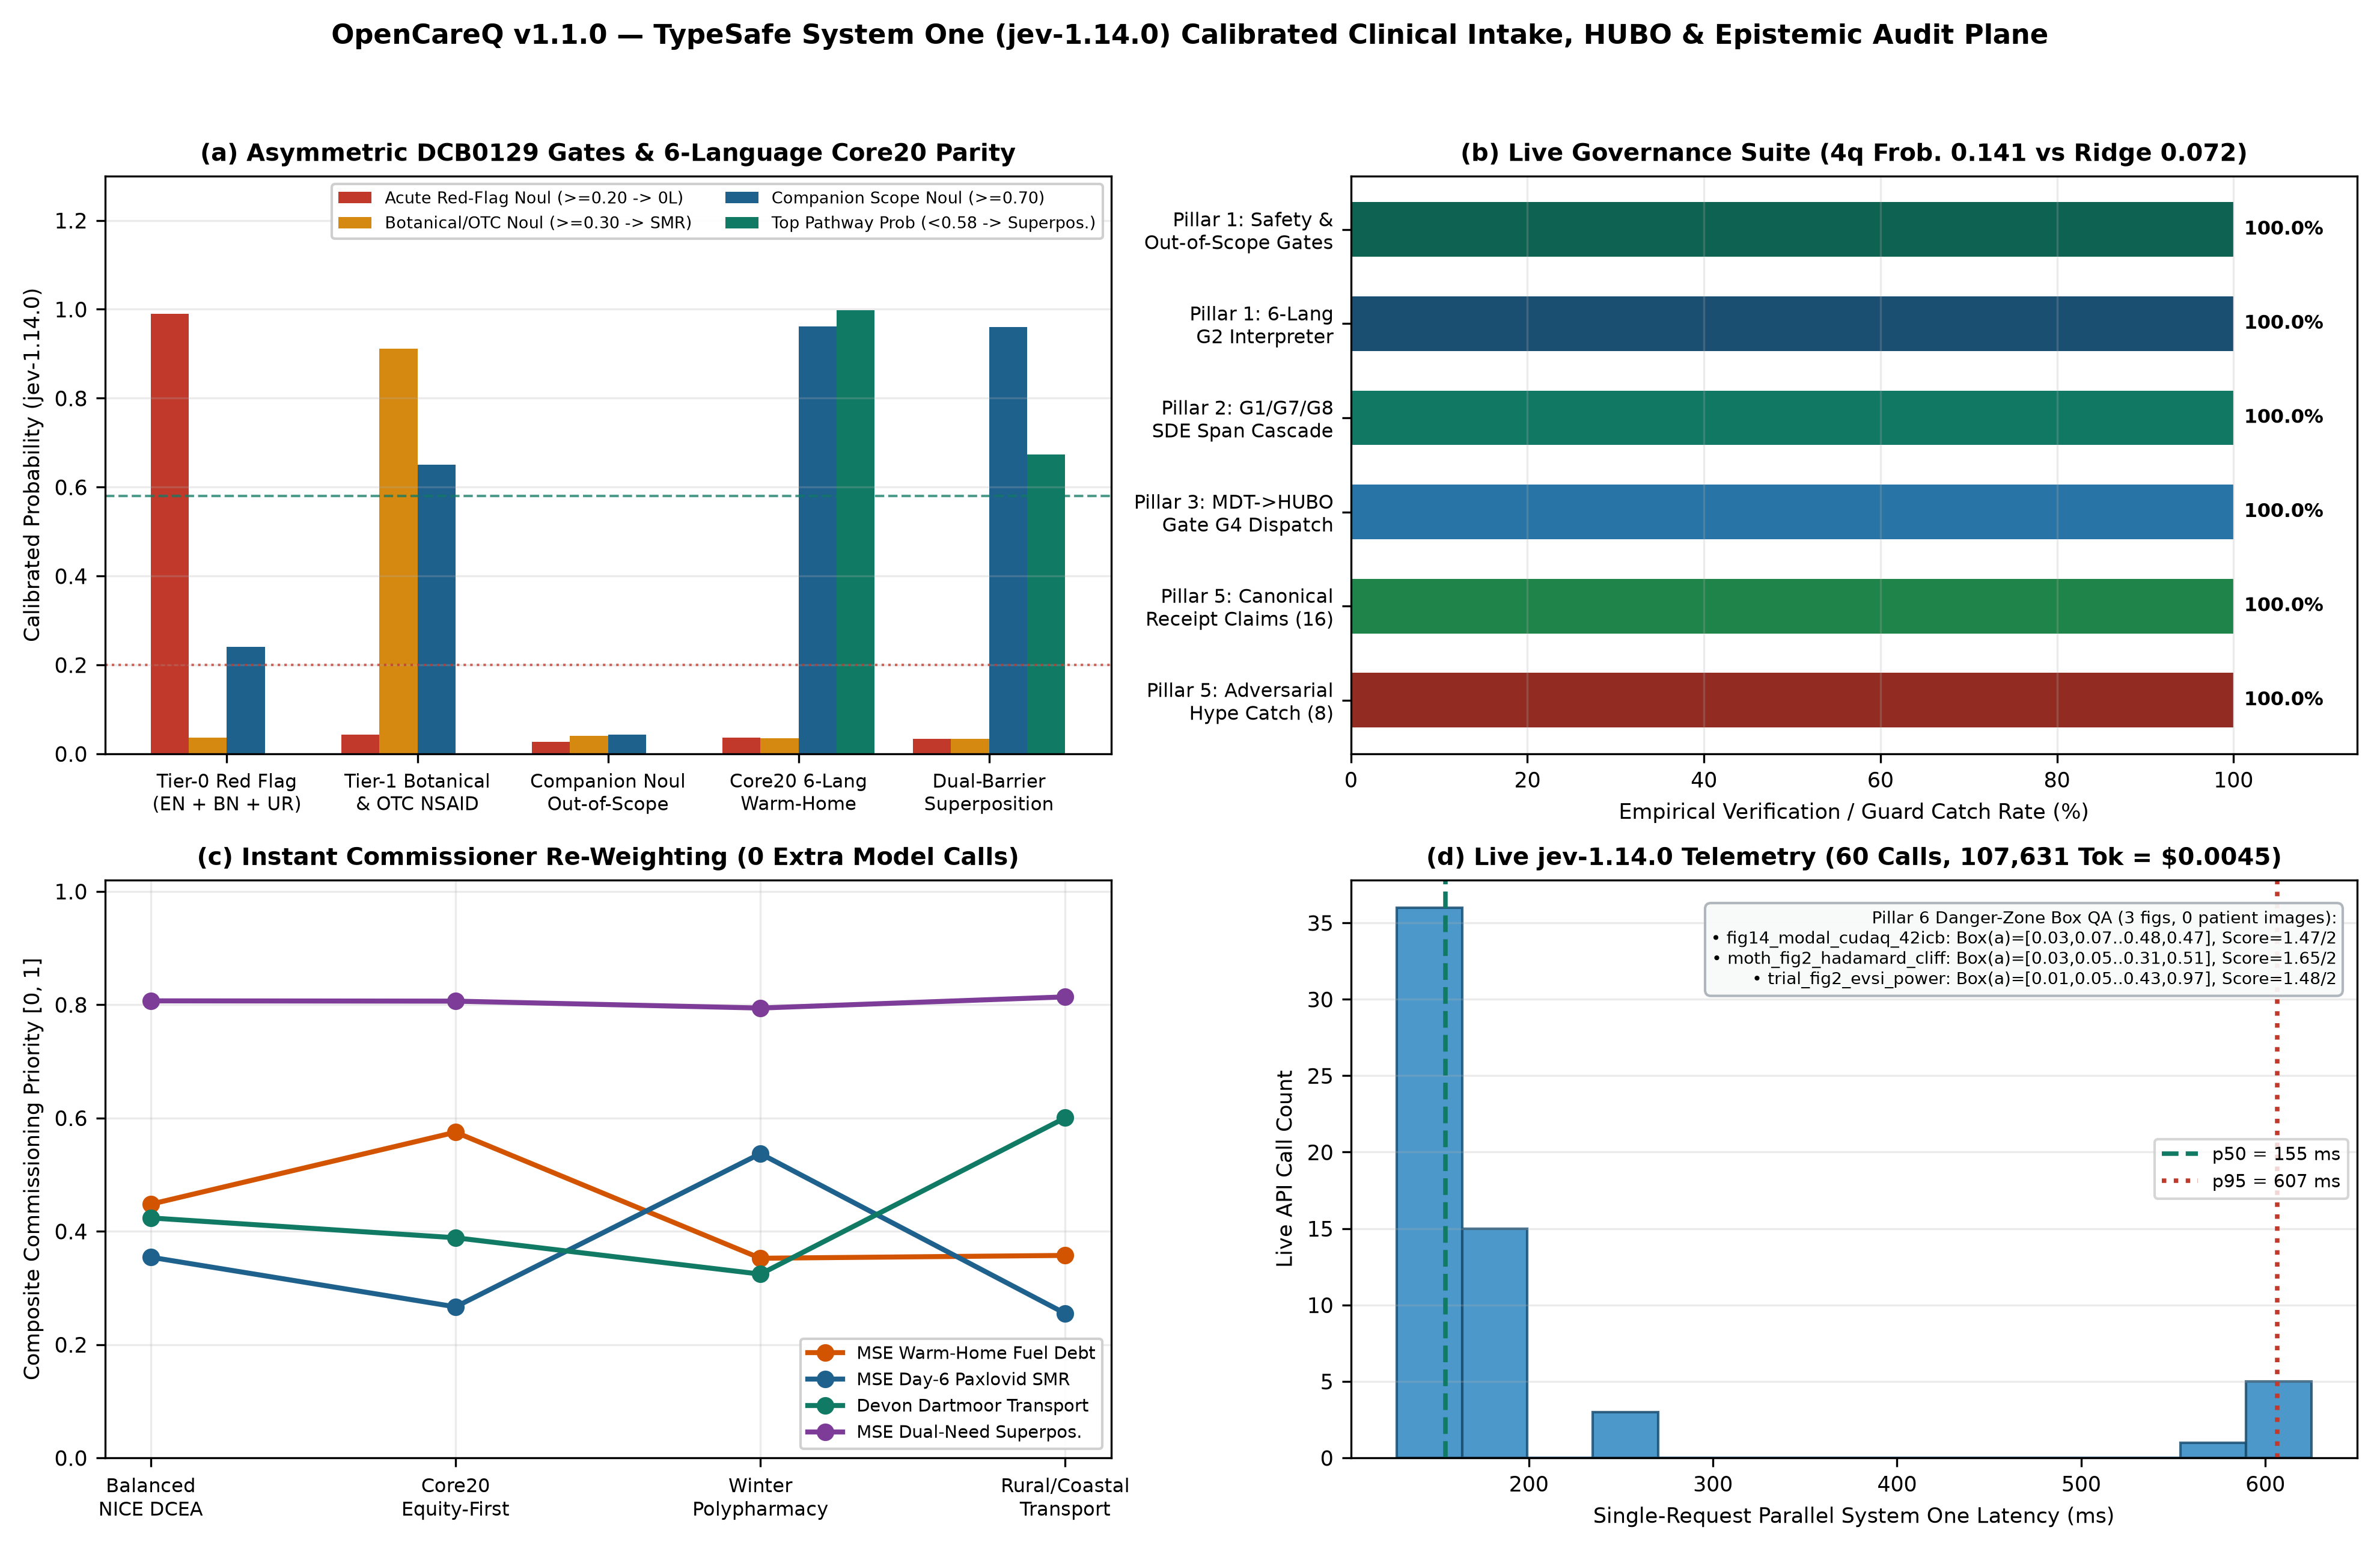 OpenCareQ v1.1.0 — TypeSafe System One (jev-1.14.0) Calibrated Clinical Intake, HUBO & Epistemic Audit Plane
(a) Asymmetric DCB0129 Gates & 6-Language Core20 Parity
Acute Red-Flag Noul (>=0.20 -> 0L)
Botanical/OTC Noul (>=0.30 -> SMR)
Companion Scope Noul (>=0.70)
Top Pathway Prob (<0.58 -> Superpos.)
Calibrated Probability (jev-1.14.0)
1.2
1.0
0.8
0.6
0.4
0.2
0.0
Tier-0 Red Flag
(EN + BN + UR)
Tier-1 Botanical
& OTC NSAID
Companion Noul
Out-of-Scope
Core20 6-Lang
Warm-Home
Dual-Barrier
Superposition
(b) Live Governance Suite (4q Frob. 0.141 vs Ridge 0.072)
Pillar 1: Safety &
Out-of-Scope Gates
100.0%
Pillar 1: 6-Lang
G2 Interpreter
100.0%
Pillar 2: G1/G7/G8
SDE Span Cascade
100.0%
Pillar 3: MDT->HUBO
Gate G4 Dispatch
100.0%
Pillar 5: Canonical
Receipt Claims (16)
100.0%
Pillar 5: Adversarial
Hype Catch (8)
100.0%
0 20 40 60 80 100
Empirical Verification / Guard Catch Rate (%)
(c) Instant Commissioner Re-Weighting (0 Extra Model Calls)
Composite Commissioning Priority [0, 1]
1.0
0.8
0.6
0.4
0.2
0.0
MSE Warm-Home Fuel Debt
MSE Day-6 Paxlovid SMR
Devon Dartmoor Transport
MSE Dual-Need Superpos.
Balanced
NICE DCEA
Core20
Equity-First
Winter
Polypharmacy
Rural/Coastal
Transport
(d) Live jev-1.14.0 Telemetry (60 Calls, 107,631 Tok = $0.0045)
Pillar 6 Danger-Zone Box QA (3 figs, 0 patient images):
• fig14_modal_cudaq_42icb: Box(a)=[0.03,0.07..0.48,0.47], Score=1.47/2
• moth_fig2_hadamard_cliff: Box(a)=[0.03,0.05..0.31,0.51], Score=1.65/2
• trial_fig2_evsi_power: Box(a)=[0.01,0.05..0.43,0.97], Score=1.48/2
p50 = 155 ms
p95 = 607 ms
Live API Call Count
35
30
25
20
15
10
5
0
200 300 400 500 600
Single-Request Parallel System One Latency (ms)